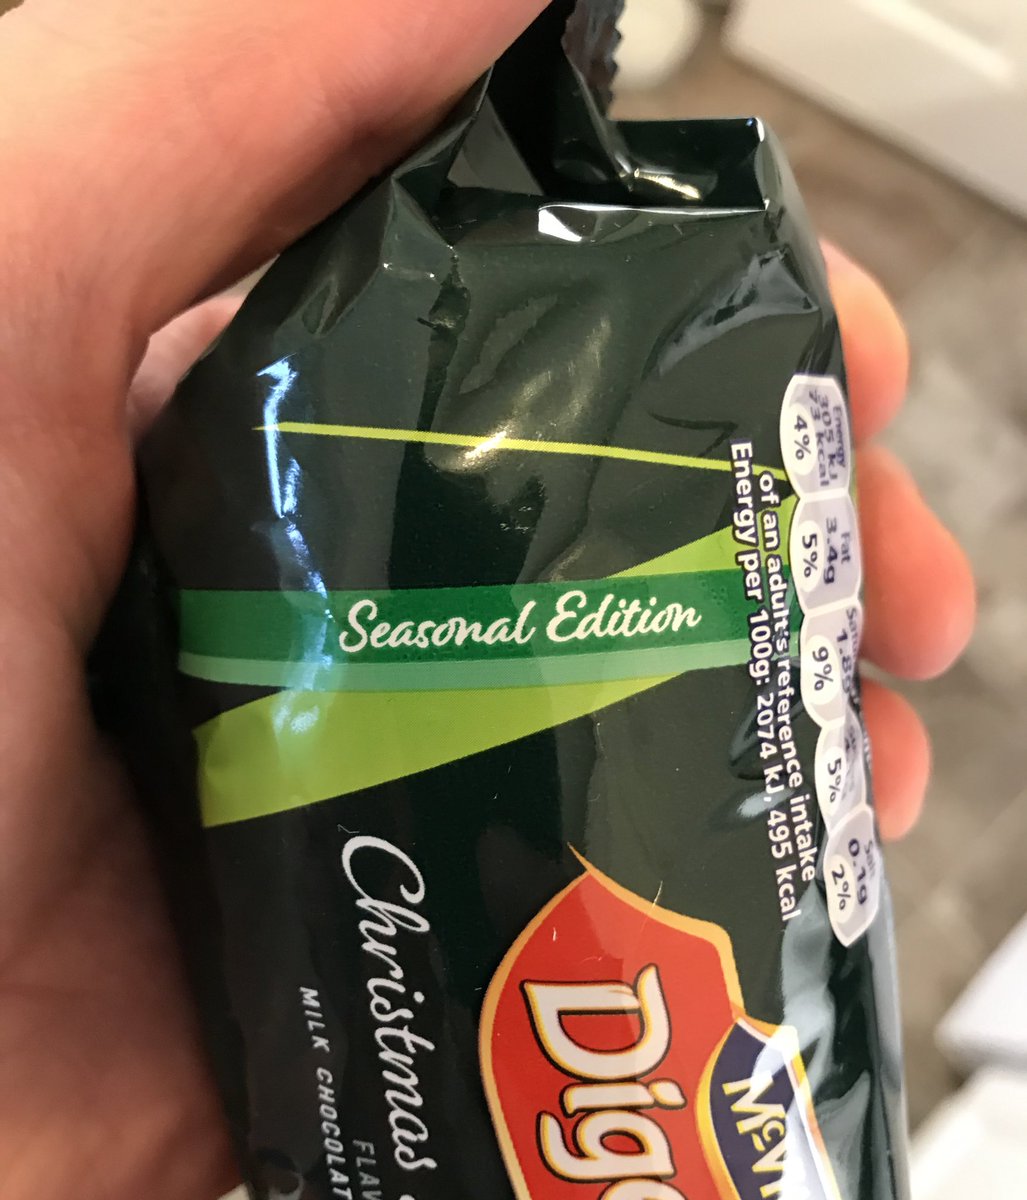 Seasonal Edition
Energy
305 kJ
73 kcal
4%
Fat
3.4g
5%
9%
5%
Salt
0.1g
2%
of an adult's reference intake
Energy per 100g: 2074 kJ, 495 kcal
McVi
Dige
Christmas
FLAV
MILK CHOCOLAT